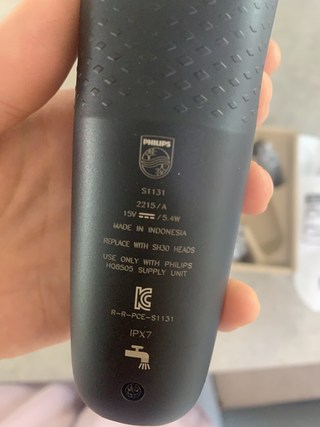 PHILIPS
S1131
2215/A
15V ⎓ /5.4W
MADE IN INDONESIA
REPLACE WITH SH30 HEADS
USE ONLY WITH PHILIPS
HQ8505 SUPPLY UNIT
R-R-PCE-S1131
IPX7